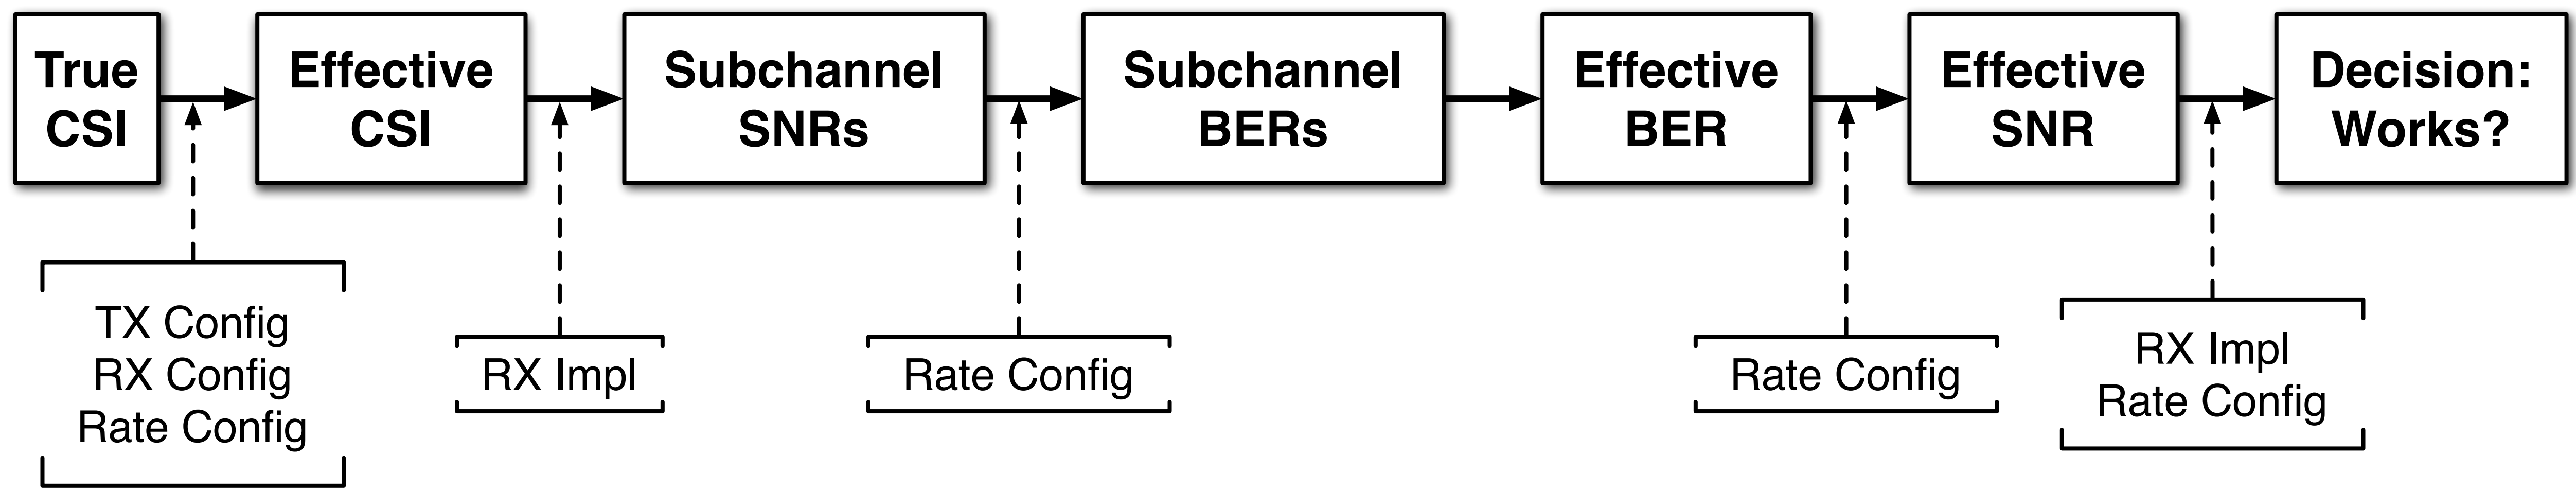 True
CSI
Effective
CSI
Subchannel
SNRs
Subchannel
BERs
Effective
BER
Effective
SNR
Decision:
Works?
TX Config
RX Config
Rate Config
RX Impl
Rate Config
Rate Config
RX Impl
Rate Config